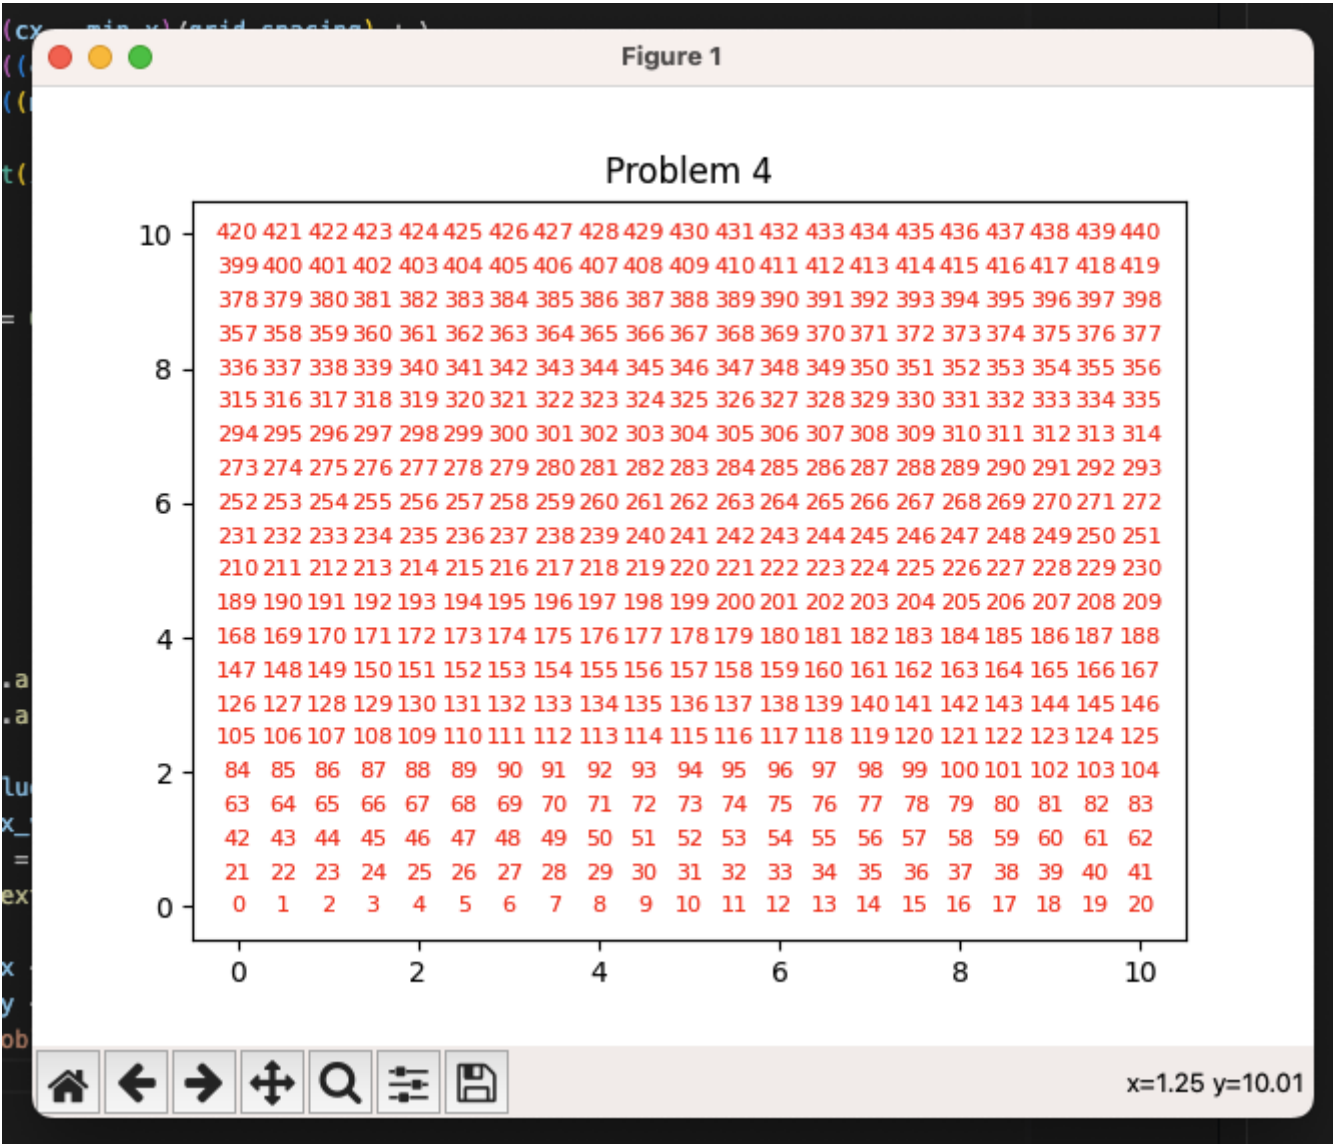 (cx
((
((
t(
=
.a
.a
lu
x_
=
ex
x
y
ob
Figure 1
Problem 4
10
8
6
4
2
0
420 421 422 423 424 425 426 427 428 429 430 431 432 433 434 435 436 437 438 439 440
399 400 401 402 403 404 405 406 407 408 409 410 411 412 413 414 415 416 417 418 419
378 379 380 381 382 383 384 385 386 387 388 389 390 391 392 393 394 395 396 397 398
357 358 359 360 361 362 363 364 365 366 367 368 369 370 371 372 373 374 375 376 377
336 337 338 339 340 341 342 343 344 345 346 347 348 349 350 351 352 353 354 355 356
315 316 317 318 319 320 321 322 323 324 325 326 327 328 329 330 331 332 333 334 335
294 295 296 297 298 299 300 301 302 303 304 305 306 307 308 309 310 311 312 313 314
273 274 275 276 277 278 279 280 281 282 283 284 285 286 287 288 289 290 291 292 293
252 253 254 255 256 257 258 259 260 261 262 263 264 265 266 267 268 269 270 271 272
231 232 233 234 235 236 237 238 239 240 241 242 243 244 245 246 247 248 249 250 251
210 211 212 213 214 215 216 217 218 219 220 221 222 223 224 225 226 227 228 229 230
189 190 191 192 193 194 195 196 197 198 199 200 201 202 203 204 205 206 207 208 209
168 169 170 171 172 173 174 175 176 177 178 179 180 181 182 183 184 185 186 187 188
147 148 149 150 151 152 153 154 155 156 157 158 159 160 161 162 163 164 165 166 167
126 127 128 129 130 131 132 133 134 135 136 137 138 139 140 141 142 143 144 145 146
105 106 107 108 109 110 111 112 113 114 115 116 117 118 119 120 121 122 123 124 125
84 85 86 87 88 89 90 91 92 93 94 95 96 97 98 99 100 101 102 103 104
63 64 65 66 67 68 69 70 71 72 73 74 75 76 77 78 79 80 81 82 83
42 43 44 45 46 47 48 49 50 51 52 53 54 55 56 57 58 59 60 61 62
21 22 23 24 25 26 27 28 29 30 31 32 33 34 35 36 37 38 39 40 41
0 1 2 3 4 5 6 7 8 9 10 11 12 13 14 15 16 17 18 19 20
0 2 4 6 8 10
x=1.25 y=10.01